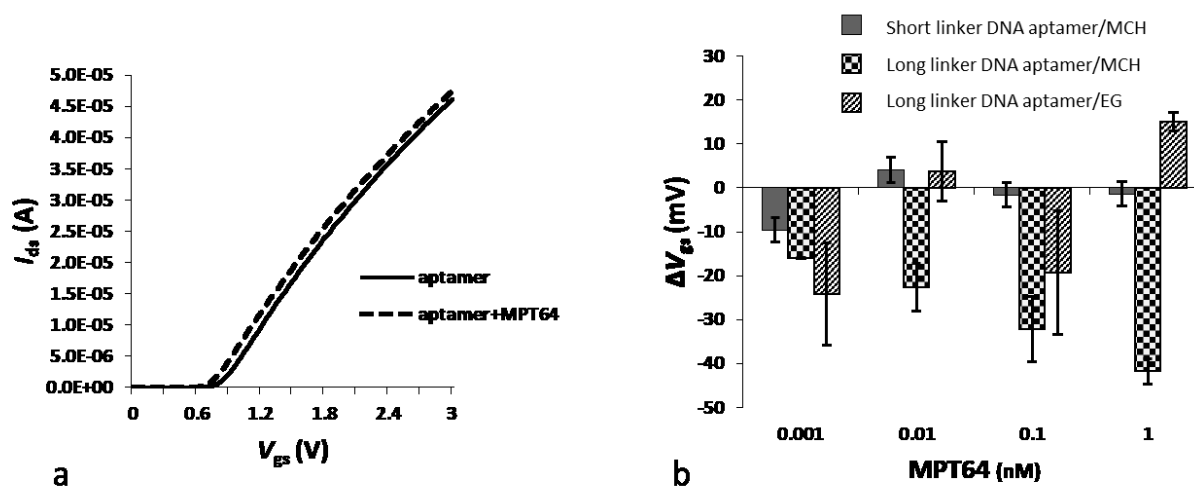 5.0E-05
4.5E-05
4.0E-05
3.5E-05
3.0E-05
2.5E-05
2.0E-05
1.5E-05
1.0E-05
5.0E-06
0.0E+00
Ids (A)
aptamer
aptamer+MPT64
0 0.6 1.2 1.8 2.4 3
Vgs (V)
a
Short linker DNA aptamer/MCH
Long linker DNA aptamer/MCH
Long linker DNA aptamer/EG
30
20
10
0
-10
-20
-30
-40
-50
ΔVgs (mV)
0.001 0.01 0.1 1
MPT64 (nM)
b